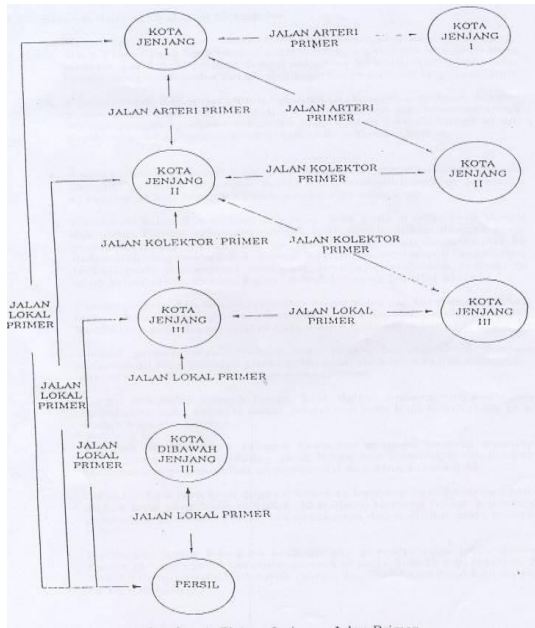 KOTA
JENJANG
I
JALAN ARTERI
PRIMER
KOTA
JENJANG
I
JALAN ARTERI PRIMER
JALAN ARTERI
PRIMER
KOTA
JENJANG
II
JALAN KOLEKTOR
PRIMER
KOTA
JENJANG
II
JALAN KOLEKTOR PRIMER
JALAN KOLEKTOR
PRIMER
JALAN
LOKAL
PRIMER
KOTA
JENJANG
III
JALAN LOKAL
PRIMER
KOTA
JENJANG
III
JALAN LOKAL PRIMER
JALAN
LOKAL
PRIMER
JALAN
LOKAL
PRIMER
KOTA
DIBAWAH
JENJANG
III
JALAN LOKAL PRIMER
PERSIL
Jalan Primer